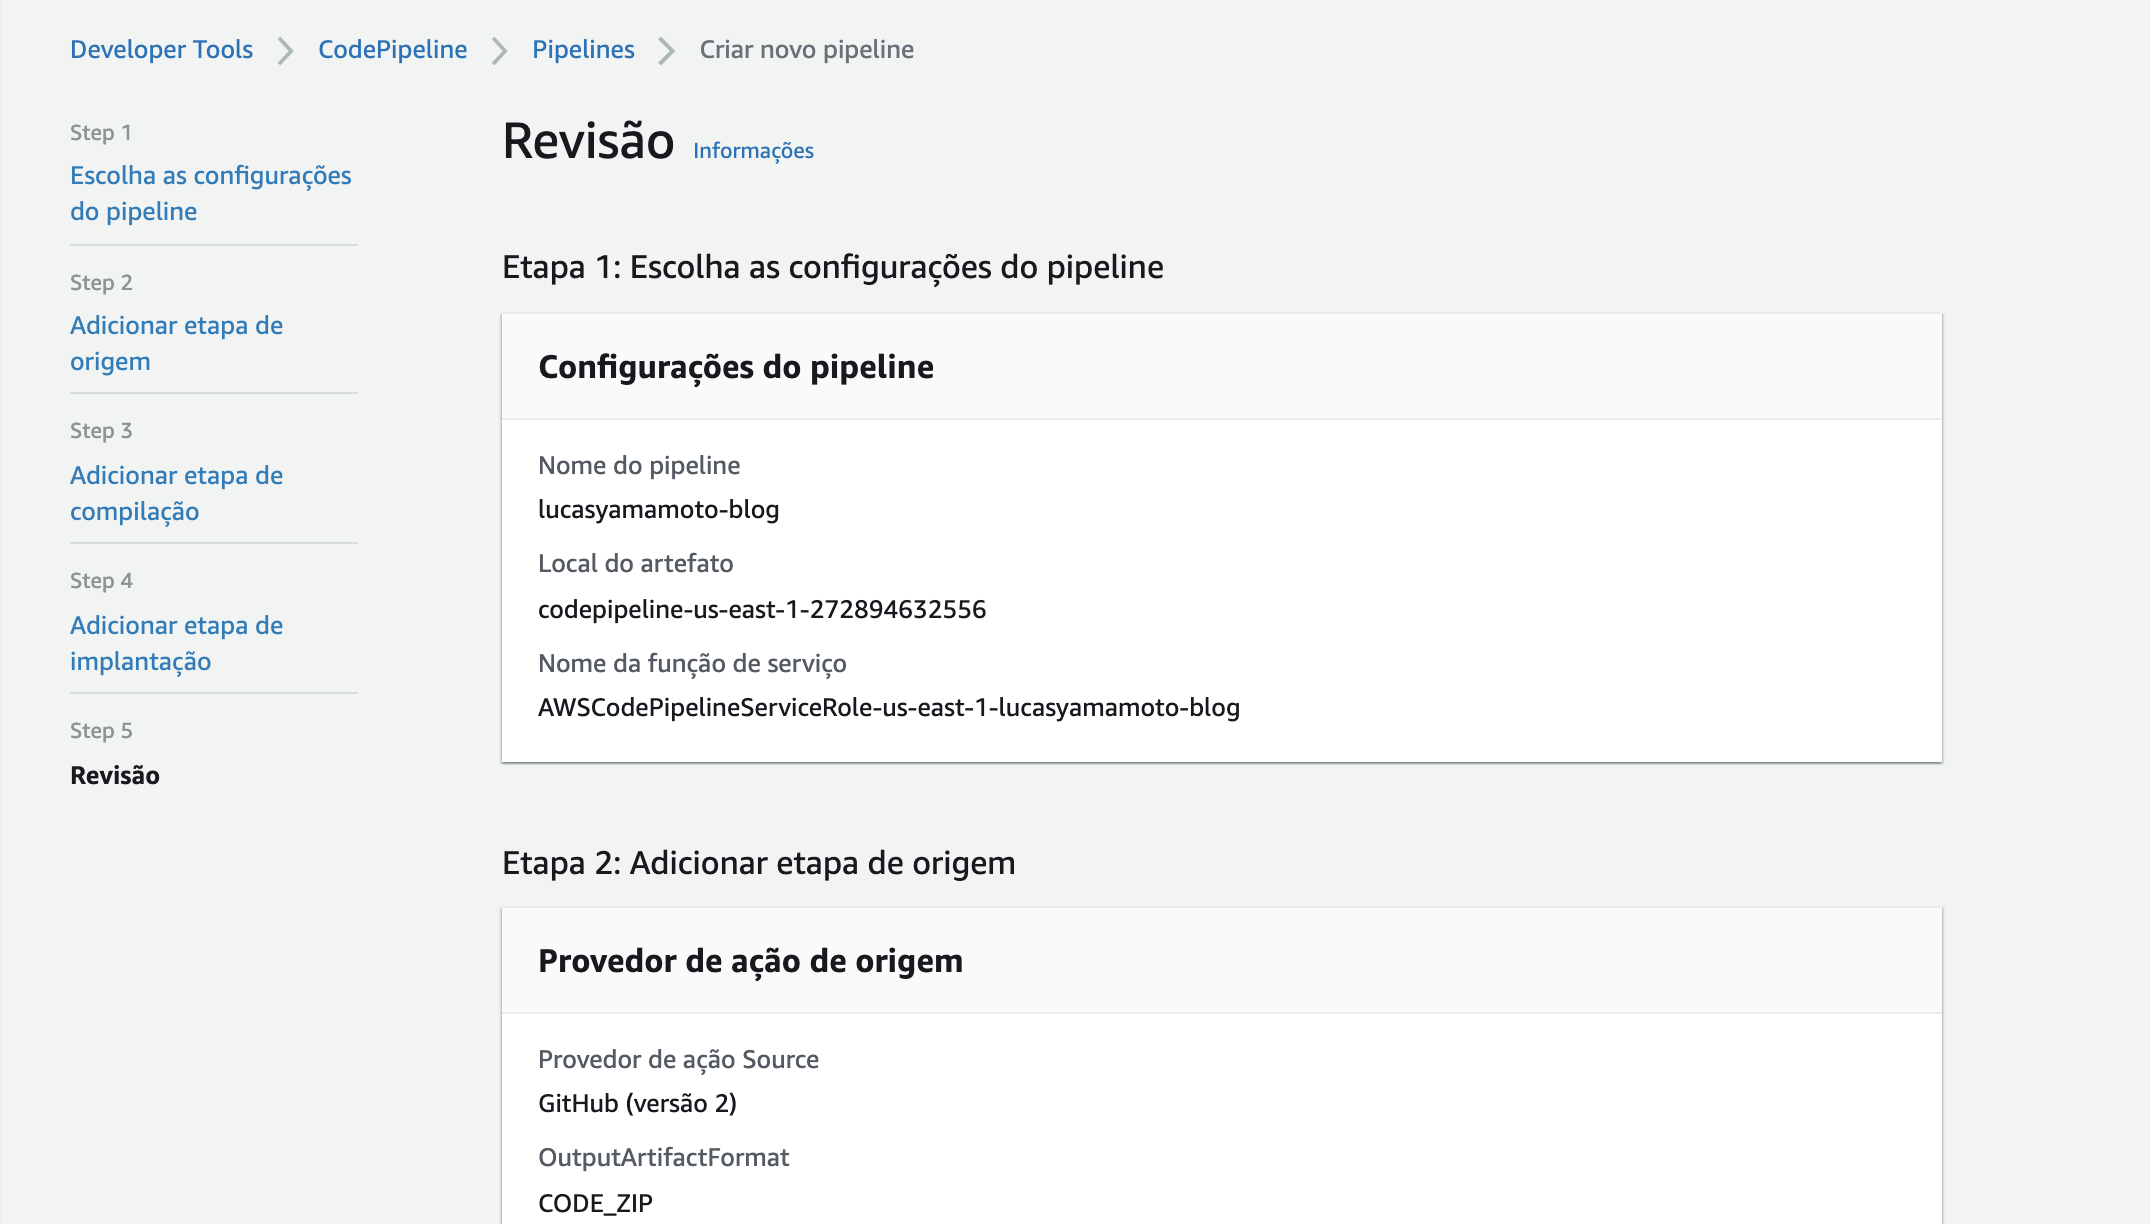 Developer Tools
CodePipeline
Pipelines
Criar novo pipeline
Step 1
Escolha as configurações
do pipeline
Step 2
Adicionar etapa de
origem
Step 3
Adicionar etapa de
compilação
Step 4
Adicionar etapa de
implantação
Step 5
Revisão
Revisão Informações
Etapa 1: Escolha as configurações do pipeline
Configurações do pipeline
Nome do pipeline
lucasyamamoto-blog
Local do artefato
codepipeline-us-east-1-272894632556
Nome da função de serviço
AWSCodePipelineServiceRole-us-east-1-lucasyamamoto-blog
Etapa 2: Adicionar etapa de origem
Provedor de ação de origem
Provedor de ação Source
GitHub (versão 2)
OutputArtifactFormat
CODE_ZIP